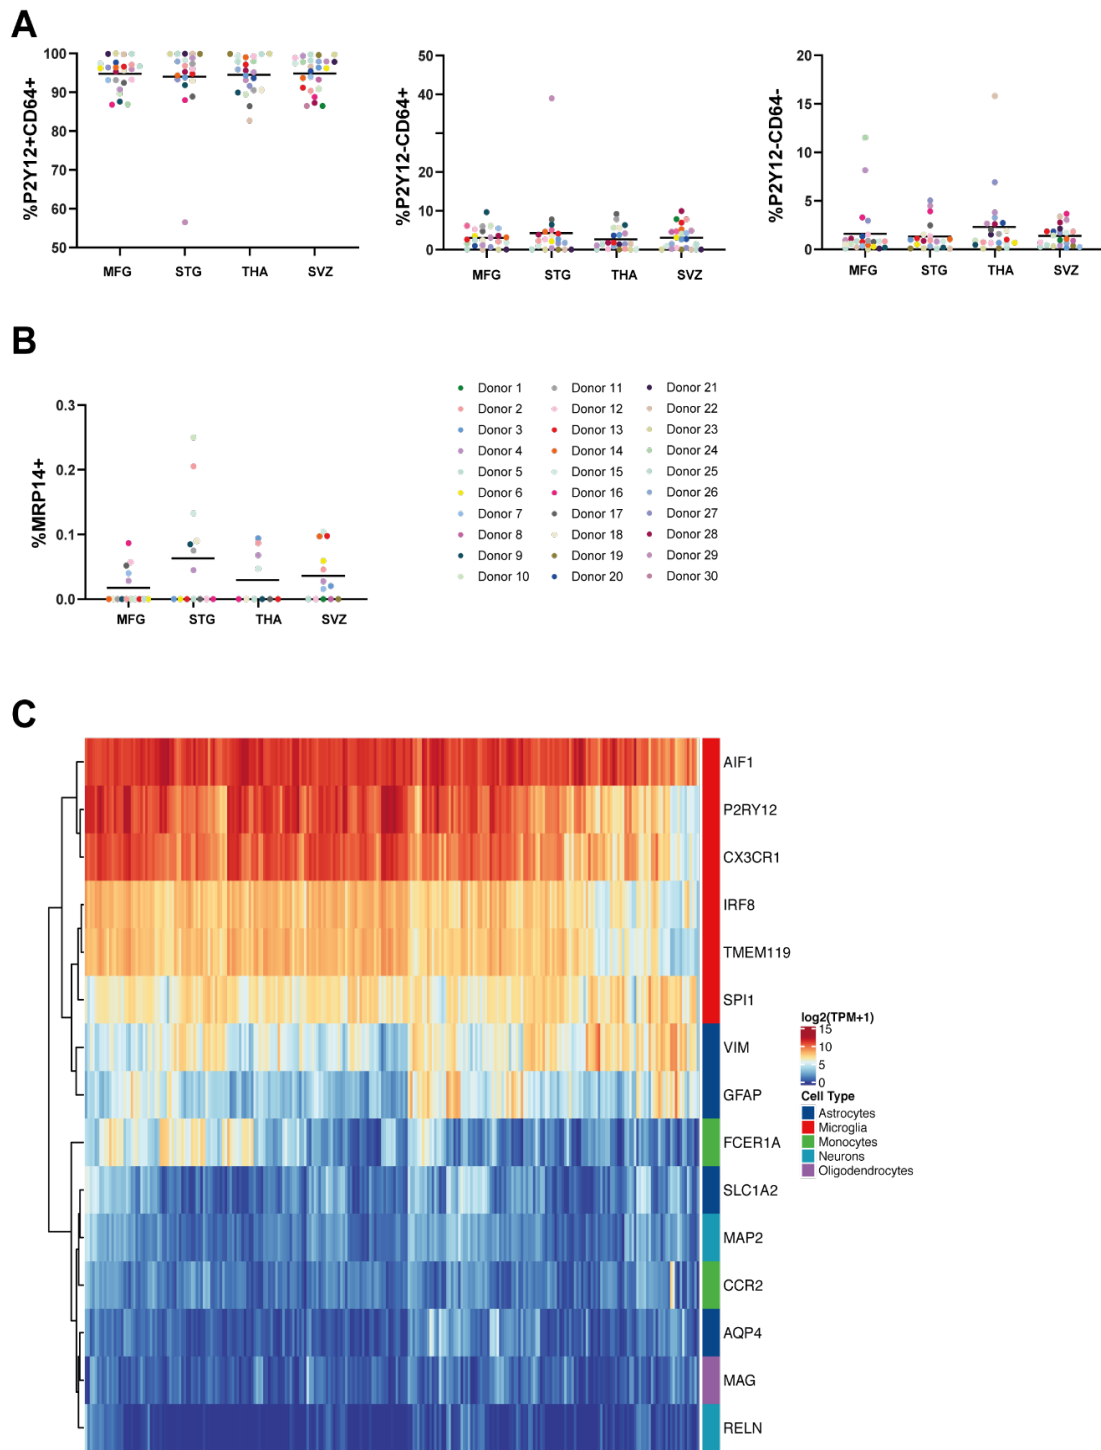 A
%P2Y12+CD64+
100
90
80
70
60
50
MFG STG THA SVZ
%P2Y12-CD64+
50
40
20
10
0
MFG STG THA SVZ
%P2Y12-CD64-
20
15
10
5
0
MFG STG THA SVZ
B
%MRP14+
0.3
0.2
0.1
0.0
MFG STG THA SVZ
Donor 1 Donor 11 Donor 21
Donor 2 Donor 12 Donor 22
Donor 3 Donor 13 Donor 23
Donor 4 Donor 14 Donor 24
Donor 5 Donor 15 Donor 25
Donor 6 Donor 16 Donor 26
Donor 7 Donor 17 Donor 27
Donor 8 Donor 18 Donor 28
Donor 9 Donor 19 Donor 29
Donor 10 Donor 20 Donor 30
C
AIF1
P2RY12
CX3CR1
IRF8
TMEM119
SPI1
VIM
GFAP
FCER1A
SLC1A2
MAP2
CCR2
AQP4
MAG
RELN
log2(TPM+1)
15
10
5
0
Cell Type
Astrocytes
Microglia
Monocytes
Neurons
Oligodendrocytes